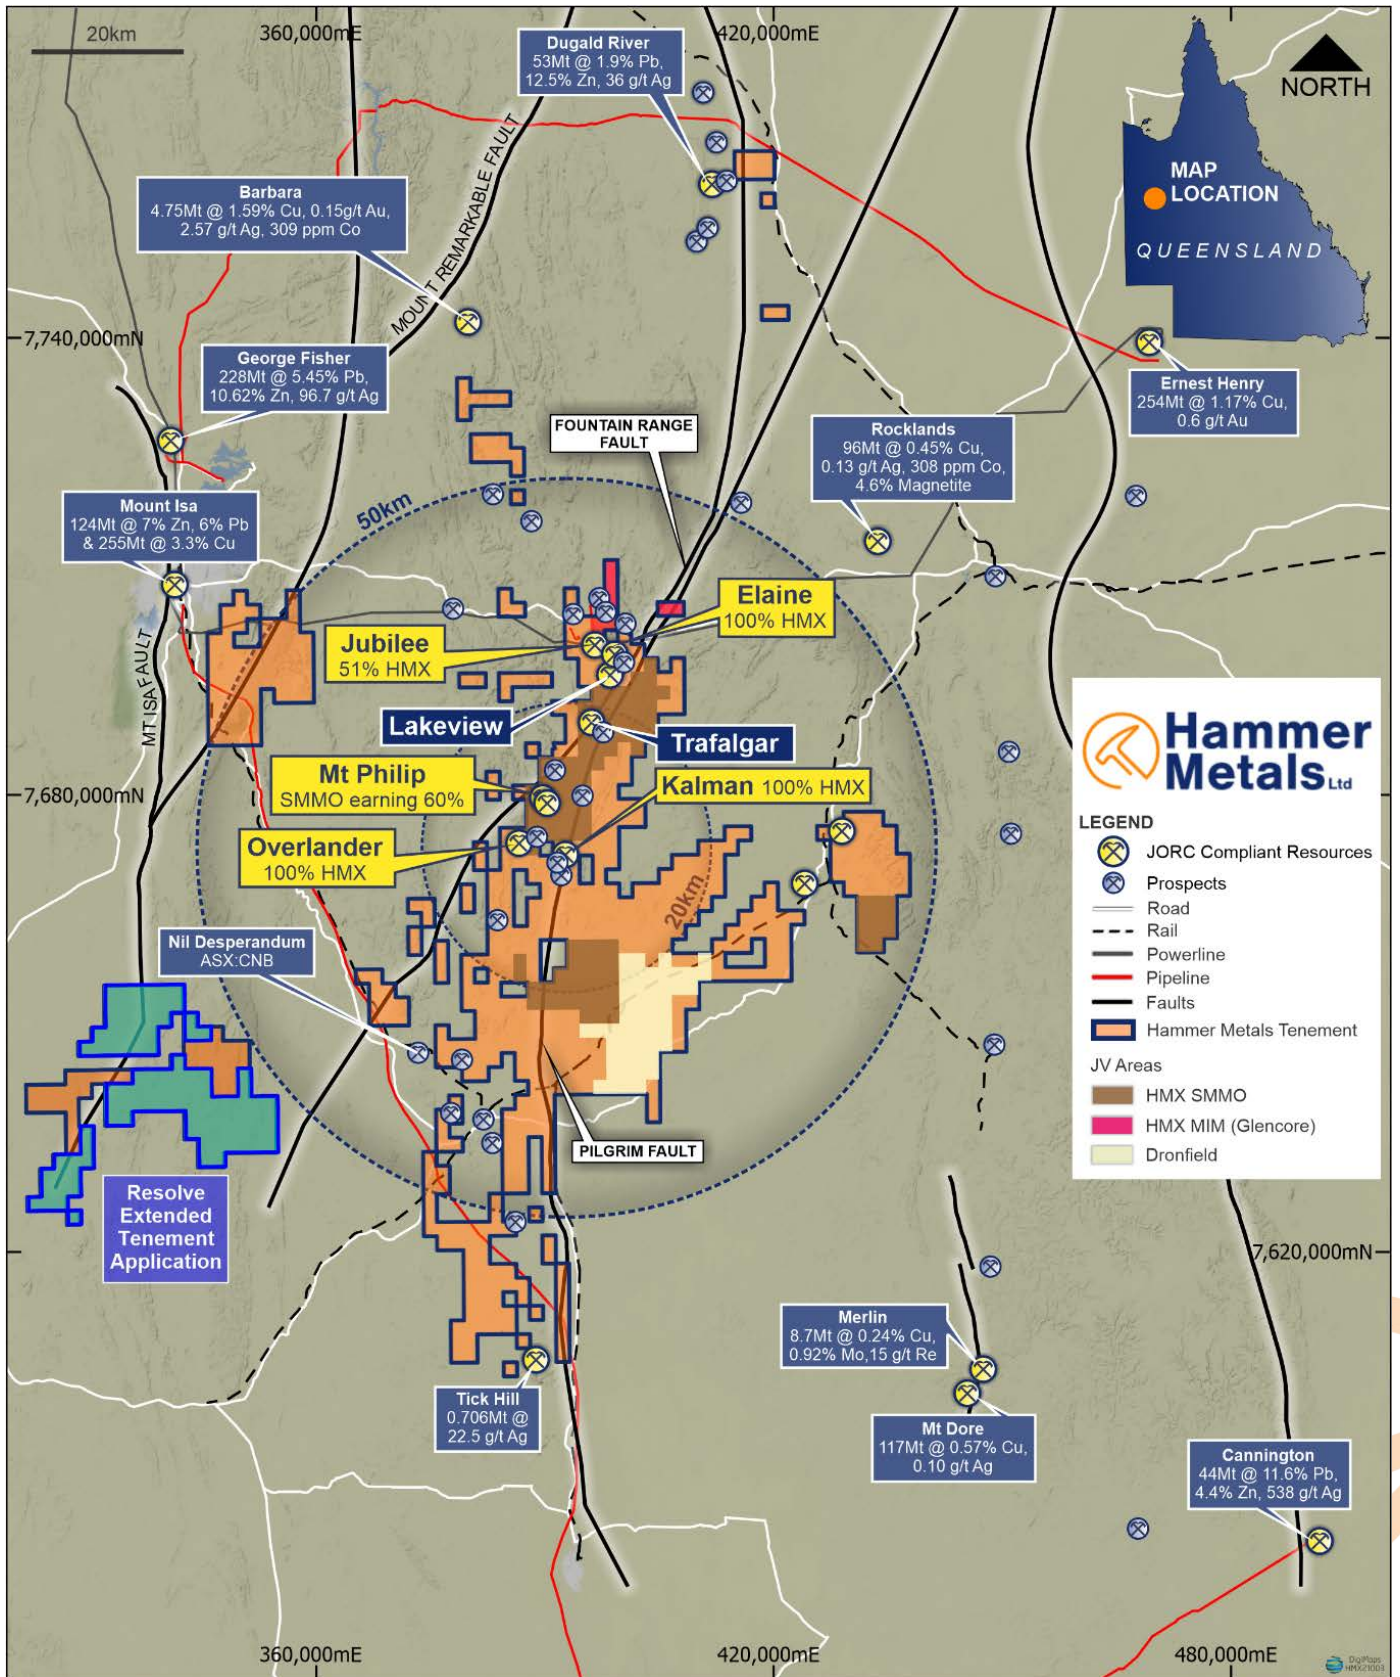 20km
360,000mE
420,000mE
Dugald River
53Mt @ 1.9% Pb,
12.5% Zn, 36 g/t Ag
NORTH
MAP
LOCATION
QUEENSLAND
MOUNT REMARKABLE FAULT
Barbara
4.75Mt @ 1.59% Cu, 0.15g/t Au,
2.57 g/t Ag, 309 ppm Co
7,740,000mN
George Fisher
228Mt @ 5.45% Pb,
10.62% Zn, 96.7 g/t Ag
Ernest Henry
254Mt @ 1.17% Cu,
0.6 g/t Au
FOUNTAIN RANGE
FAULT
Rocklands
96Mt @ 0.45% Cu,
0.13 g/t Ag, 308 ppm Co,
4.6% Magnetite
50km
Mount Isa
124Mt @ 7% Zn, 6% Pb
& 255Mt @ 3.3% Cu
Elaine
100% HMX
Jubilee
51% HMX
MT ISA FAULT
Lakeview
Trafalgar
Mt Philip
SMMO earning 60%
Kalman 100% HMX
7,680,000mN
Overlander
100% HMX
20km
Nil Desperandum
ASX:CNB
Hammer
Metals Ltd
LEGEND
JORC Compliant Resources
Prospects
Road
Rail
Powerline
Pipeline
Faults
Hammer Metals Tenement
JV Areas
HMX SMMO
HMX MIM (Glencore)
Dronfield
PILGRIM FAULT
Resolve
Extended
Tenement
Application
7,620,000mN
Merlin
8.7Mt @ 0.24% Cu,
0.92% Mo,15 g/t Re
Tick Hill
0.706Mt @
22.5 g/t Ag
Mt Dore
117Mt @ 0.57% Cu,
0.10 g/t Ag
Cannington
44Mt @ 11.6% Pb,
4.4% Zn, 538 g/t Ag
360,000mE
420,000mE
480,000mE
DigiMaps
HMX21003